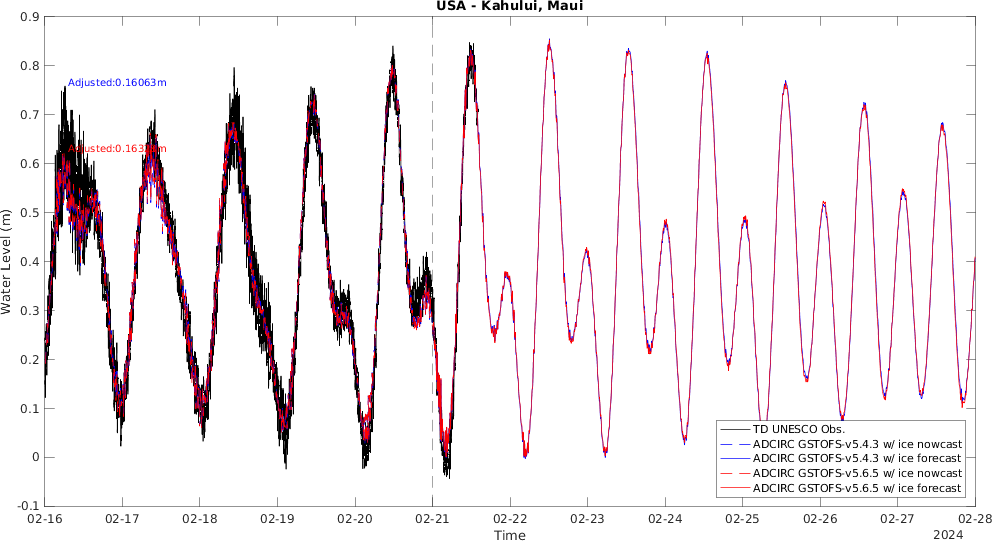 USA - Kahului, Maui
0.9
0.8
0.7
0.6
0.5
0.4
0.3
0.2
0.1
0
-0.1
Water Level (m)
Adjusted:0.16063m
02-16
02-17
02-18
02-19
02-20
02-21
02-22
02-23
02-24
02-25
02-26
02-27
02-28
Time
2024
TD UNESCO Obs.
ADCIRC GSTOFS-v5.4.3 w/ ice nowcast
ADCIRC GSTOFS-v5.4.3 w/ ice forecast
ADCIRC GSTOFS-v5.6.5 w/ ice nowcast
ADCIRC GSTOFS-v5.6.5 w/ ice forecast